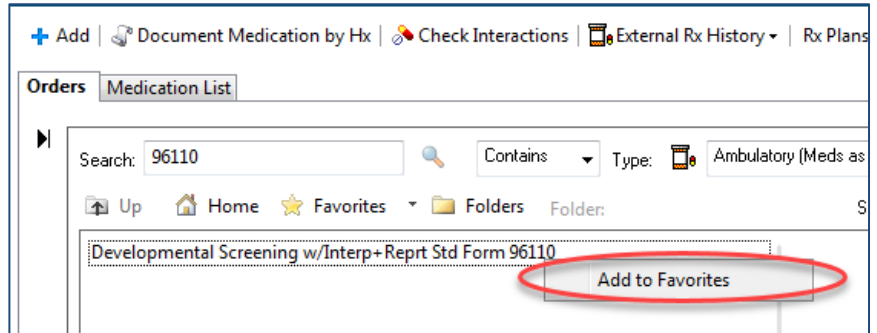 Add | Document Medication by Hx | Check Interactions | External Rx History | Rx Plans
Orders Medication List
Search: 96110 Contains Type: Ambulatory (Meds as
Up Home Favorites Folders Folder: S
Developmental Screening w/Interp+Reprt Std Form 96110
Add to Favorites